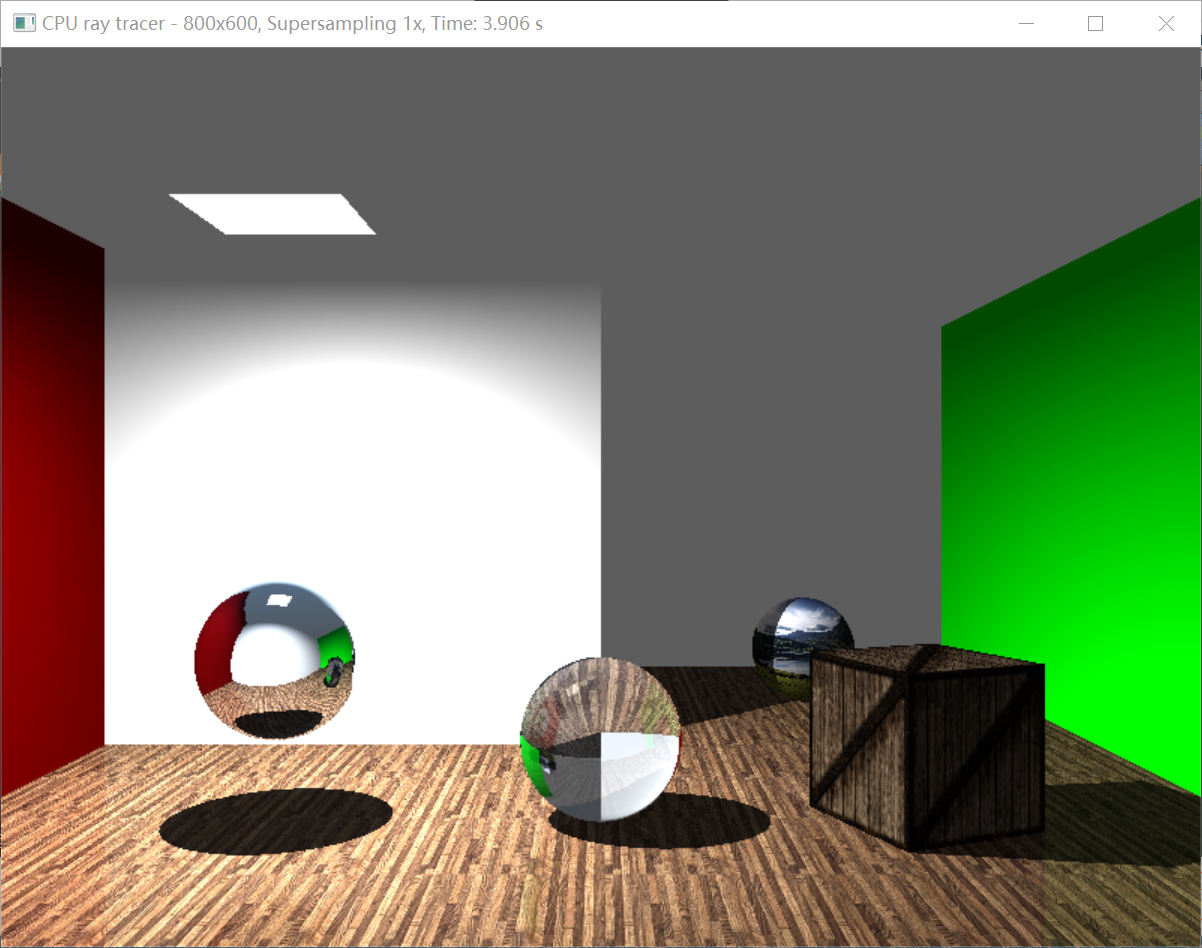 CPU ray tracer - 800x600, Supersampling 1x, Time: 3.906 s